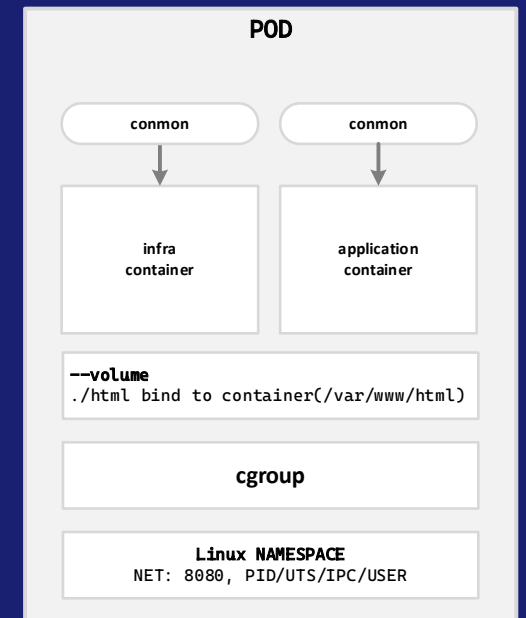 POD
conmon
conmon
infra
container
application
container
--volume
./html bind to container(/var/www/html)
cgroup
Linux NAMESPACE
NET: 8080, PID/UTS/IPC/USER